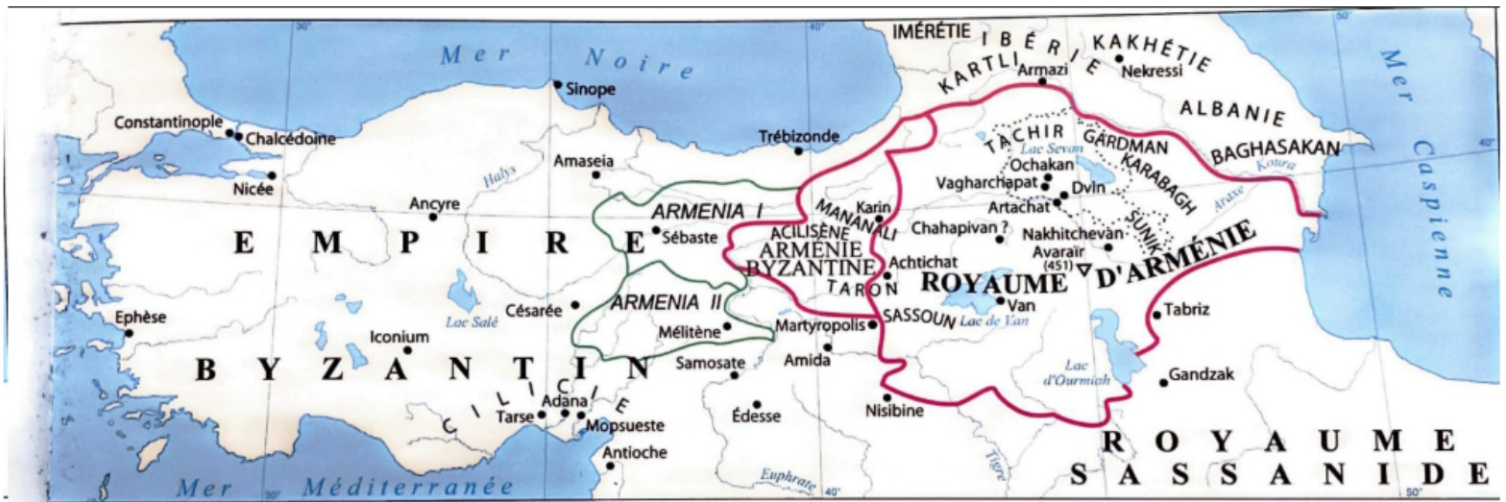 30°
40°
50°
Mer Noire
IMÉRÉTIE
IBÉRIE
KAKHÉTIE
KARTLI
Armazi
Nekressi
Mer Caspienne
Sinope
ALBANIE
Constantinople
Chalcédoine
Trébizonde
TACHIR
GARDMAN
BAGHASAKAN
40°
Lac Sevan
Koura
Amaseia
Ochakan
KARABAGH
Nicée
Halys
Vagharchapat
Dvin
Araxe
Ancyre
ARMENIA I
MANANALI
Karin
Artachat
SUNIK
Sébaste
ACILISÈNE
Chahapivan ?
Nakhitchevan
EMPIRE
ARMÉNIE
BYZANTINE
Achtichat
Avaraïr
(451)
ROYAUME D'ARMÉNIE
TARON
ARMENIA II
Césarée
Lac Salé
Van
Lac de Van
Tabriz
Ephèse
Mélitène
Martyropolis
SASSOUN
Iconium
Samosate
Amida
Lac
d'Ourmiah
Gandzak
BYZANTIN
CILICIE
Adana
Tarse
Mopsueste
Édesse
Nisibine
Antioche
ROYAUME
SASSANIDE
Euphrate
Tigre
Mer Méditerranée
30°
40°
50°